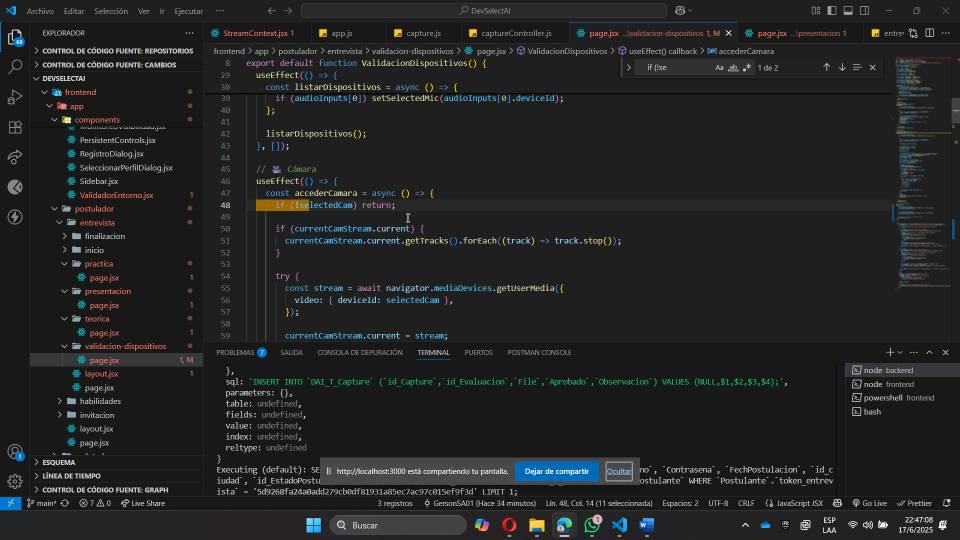 Archivo Editar Selección Ver Ir Ejecutar ···
DevSelectAI
EXPLORADOR ···
CONTROL DE CÓDIGO FUENTE: REPOSITORIOS
CONTROL DE CÓDIGO FUENTE: CAMBIOS
DEVSELECTAI
frontend
app
components
MonitoreoVisibilidad.jsx
PersistentControls.jsx
RegistroDialog.jsx
SeleccionarPerfilDialog.jsx
Sidebar.jsx
ValidadorEntorno.jsx 1
postulador
entrevista
finalizacion
inicio
practica
page.jsx 1
presentacion
page.jsx 1
teorica
page.jsx 1
validacion-dispositivos
page.jsx 1, M
layout.jsx 1
page.jsx
habilidades
invitacion
layout.jsx
page.jsx
ESQUEMA
LÍNEA DE TIEMPO
CONTROL DE CÓDIGO FUENTE: GRAPH
StreamContext.jsx 1
app.js
capture.js
captureController.js
page.jsx ...\validacion-dispositivos 1, M
page.jsx ...\presentacion 1
entre
frontend > app > postulador > entrevista > validacion-dispositivos > page.jsx > ValidacionDispositivos > useEffect() callback > accederCamara
if (!se
Aa ab 1 de 2
8 export default function ValidacionDispositivos() {
29 useEffect(() => {
30 const listarDispositivos = async () => {
39 if (audioInputs[0]) setSelectedMic(audioInputs[0].deviceId);
40 };
41
42 listarDispositivos();
43 }, []);
44
45 // 🎥 Cámara
46 useEffect(() => {
47 const accederCamara = async () => {
48 if (!selectedCam) return;
49
50 if (currentCamStream.current) {
51 currentCamStream.current.getTracks().forEach((track) => track.stop());
52 }
53
54 try {
55 const stream = await navigator.mediaDevices.getUserMedia({
56 video: { deviceId: selectedCam },
57 });
58
59 currentCamStream.current = stream;
PROBLEMAS 7 SALIDA CONSOLA DE DEPURACIÓN TERMINAL PUERTOS POSTMAN CONSOLE
},
sql: 'INSERT INTO `DAI_T_Capture` (`id_Capture`,`id_Evaluacion`,`File`,`Aprobado`,`Observacion`) VALUES (NULL,$1,$2,$3,$4);',
parameters: {},
table: undefined,
fields: undefined,
value: undefined,
index: undefined,
reltype: undefined
}
Executing (default): SE
no`, `Contrasena`, `FechPostulacion`, `id_c
iudad`, `id_EstadoPostu
ostulante` WHERE `Postulante`.`token_entrev
ista` = '5d9268fa24a0add279cb0df81931a85ec7ac97c015ef9f3d' LIMIT 1;
node backend
node frontend
powershell frontend
bash
http://localhost:3000 está compartiendo tu pantalla.
Dejar de compartir
Ocultar
main* 7 0 Live Share
3 registros GersonSA01 (Hace 34 minutos) Lín. 48, Col. 14 (11 seleccionada) Espacios: 2 UTF-8 CRLF JavaScript JSX Go Live Prettier
68
1
Buscar
1
ESP
LAA
22:47:08
17/6/2025